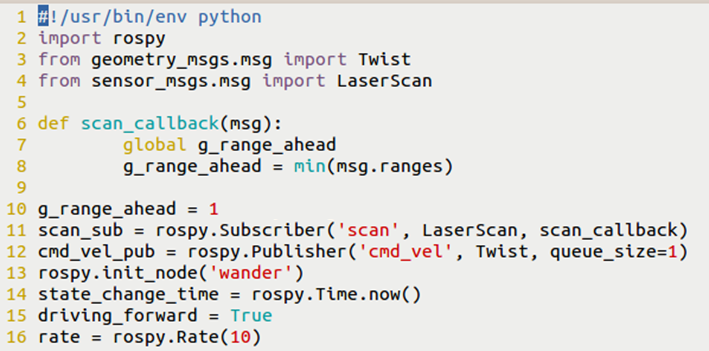 1 #!/usr/bin/env python
2 import rospy
3 from geometry_msgs.msg import Twist
4 from sensor_msgs.msg import LaserScan
5
6 def scan_callback(msg):
7         global g_range_ahead
8         g_range_ahead = min(msg.ranges)
9
10 g_range_ahead = 1
11 scan_sub = rospy.Subscriber('scan', LaserScan, scan_callback)
12 cmd_vel_pub = rospy.Publisher('cmd_vel', Twist, queue_size=1)
13 rospy.init_node('wander')
14 state_change_time = rospy.Time.now()
15 driving_forward = True
16 rate = rospy.Rate(10)